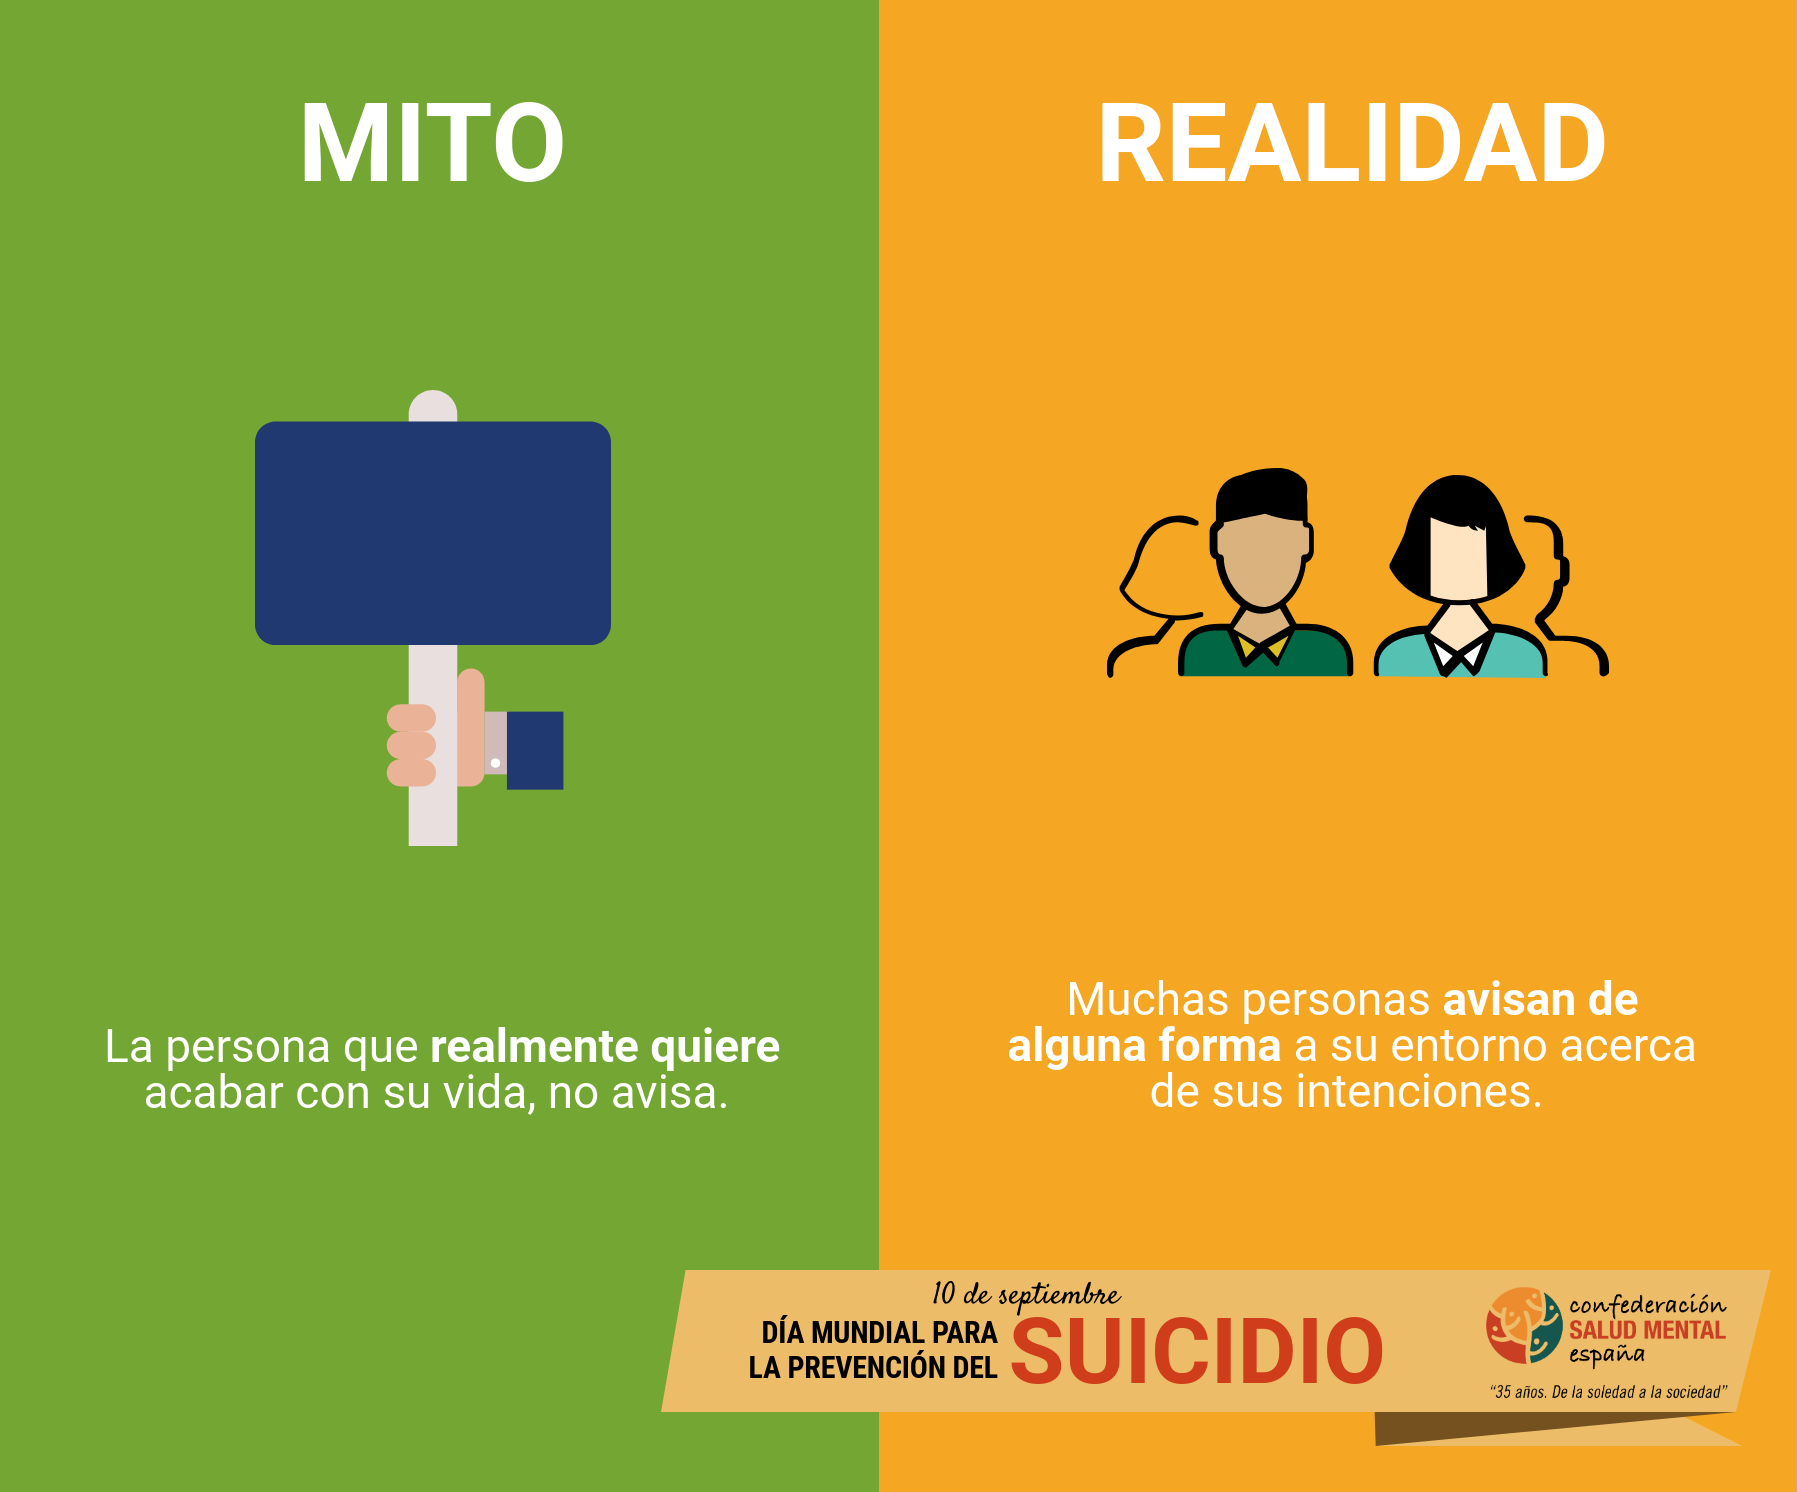 MITO
La persona que realmente quiere
acabar con su vida, no avisa.
REALIDAD
Muchas personas avisan de
alguna forma a su entorno acerca
de sus intenciones.
10 de septiembre
DÍA MUNDIAL PARA
LA PREVENCIÓN DEL
SUICIDIO
confederación
SALUD MENTAL
españa
“35 años. De la soledad a la sociedad”